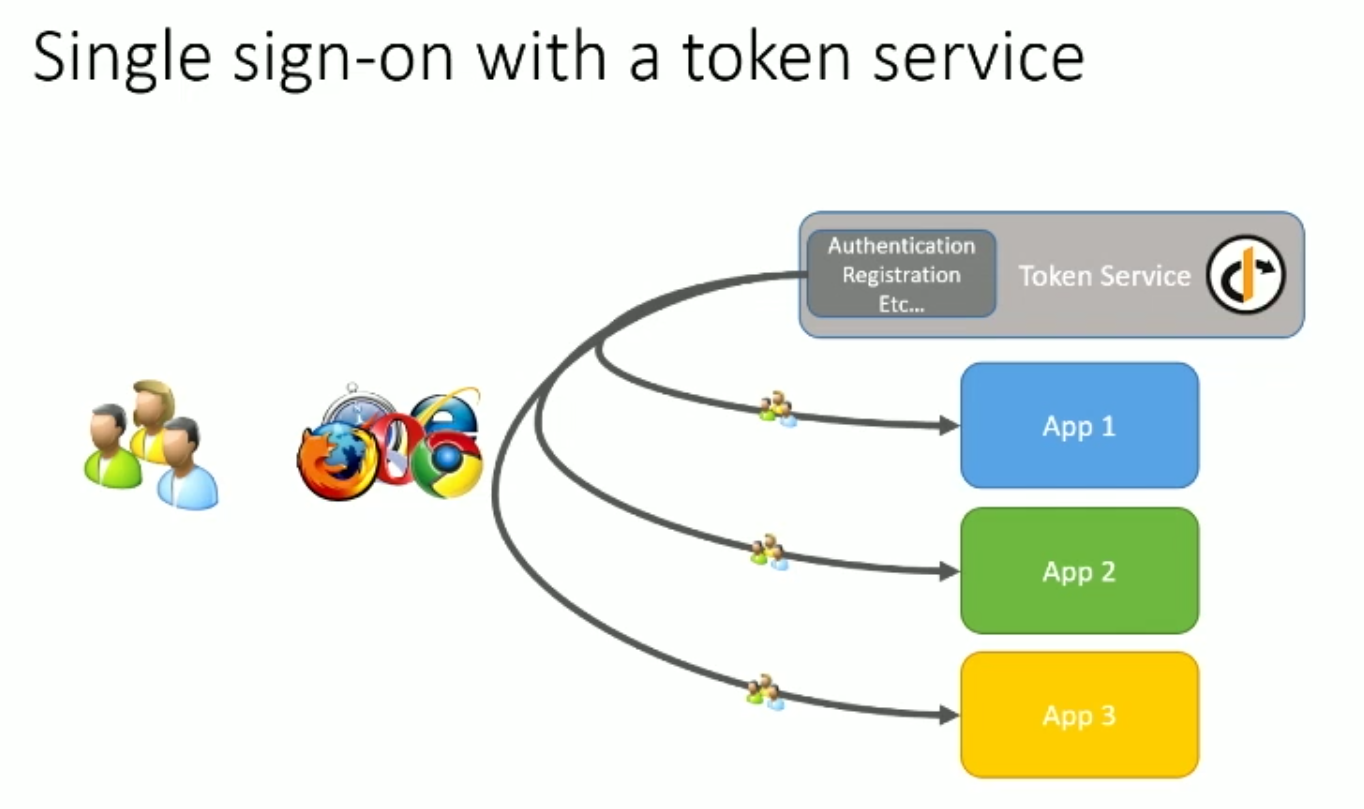 Single sign-on with a token service
Authentication
Registration
Etc...
Token Service
App 1
App 2
App 3